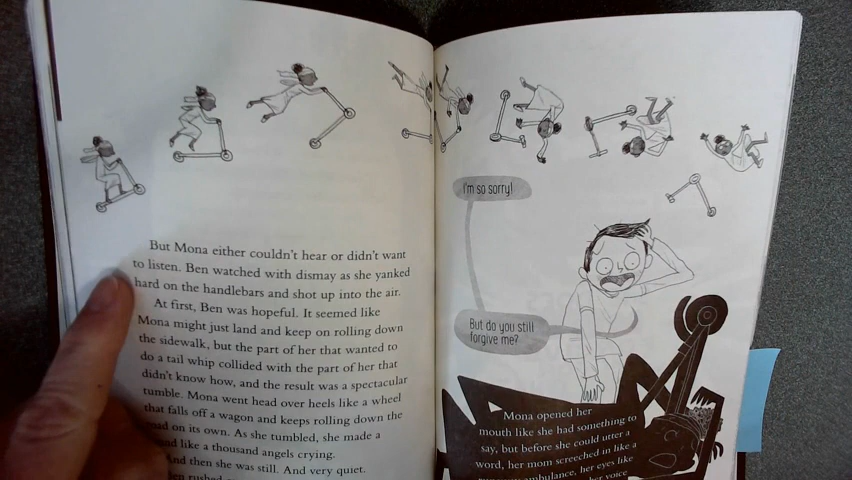 But Mona either couldn't hear or didn't want
to listen. Ben watched with dismay as she yanked
hard on the handlebars and shot up into the air.
At first, Ben was hopeful. It seemed like
Mona might just land and keep on rolling down
the sidewalk, but the part of her that wanted to
do a tail whip collided with the part of her that
didn't know how, and the result was a spectacular
tumble. Mona went head over heels like a wheel
that falls off a wagon and keeps rolling down the
on its own. As she tumbled, she made a
like a thousand angels crying.
And then she was still. And very quiet.
I'm so sorry!
But do you still
forgive me?
Mona opened her
mouth like she had something to
say, but before she could utter a
word, her mom screeched in like a
ambulance, her eyes like
her voice